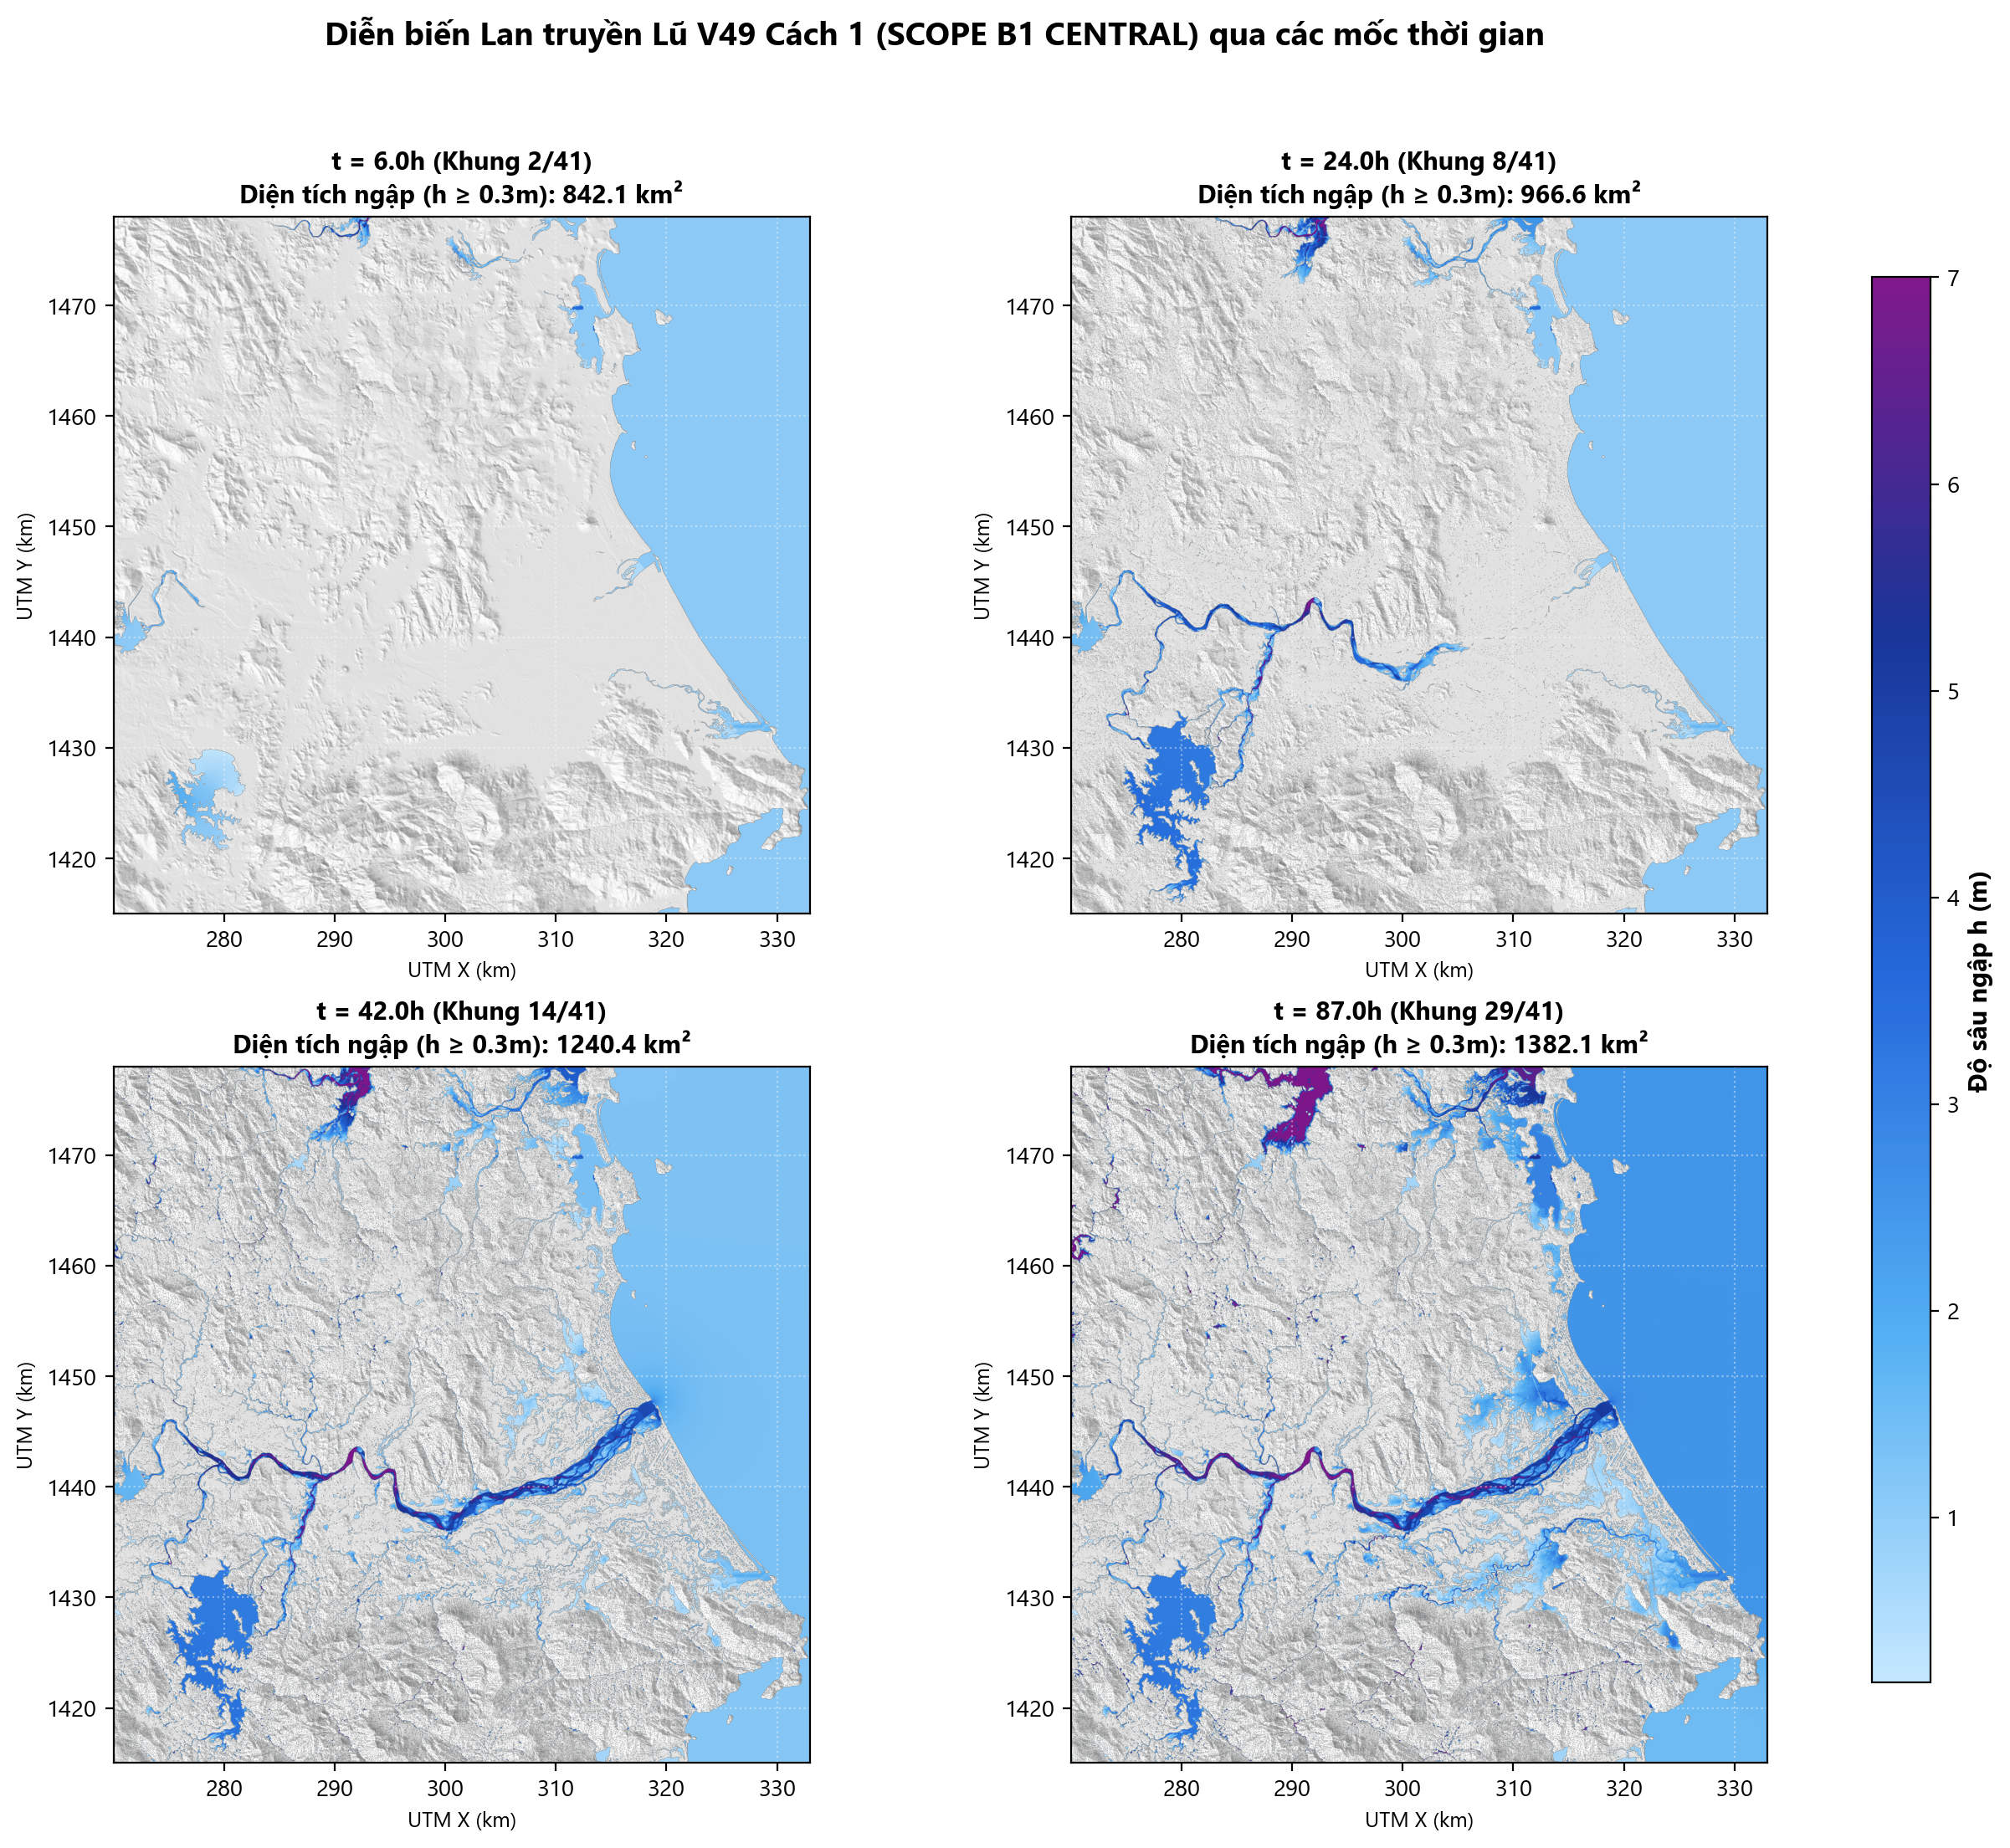 Diễn biến Lan truyền Lũ V49 Cách 1 (SCOPE B1 CENTRAL) qua các mốc thời gian
t = 6.0h (Khung 2/41)
Diện tích ngập (h ≥ 0.3m): 842.1 km²
1470
1460
1450
1440
1430
1420
UTM Y (km)
280 290 300 310 320 330
UTM X (km)
t = 24.0h (Khung 8/41)
Diện tích ngập (h ≥ 0.3m): 966.6 km²
1470
1460
1450
1440
1430
1420
UTM Y (km)
280 290 300 310 320 330
UTM X (km)
t = 42.0h (Khung 14/41)
Diện tích ngập (h ≥ 0.3m): 1240.4 km²
1470
1460
1450
1440
1430
1420
UTM Y (km)
280 290 300 310 320 330
UTM X (km)
t = 87.0h (Khung 29/41)
Diện tích ngập (h ≥ 0.3m): 1382.1 km²
1470
1460
1450
1440
1430
1420
UTM Y (km)
280 290 300 310 320 330
UTM X (km)
7
6
5
4
3
2
1
Độ sâu ngập h (m)